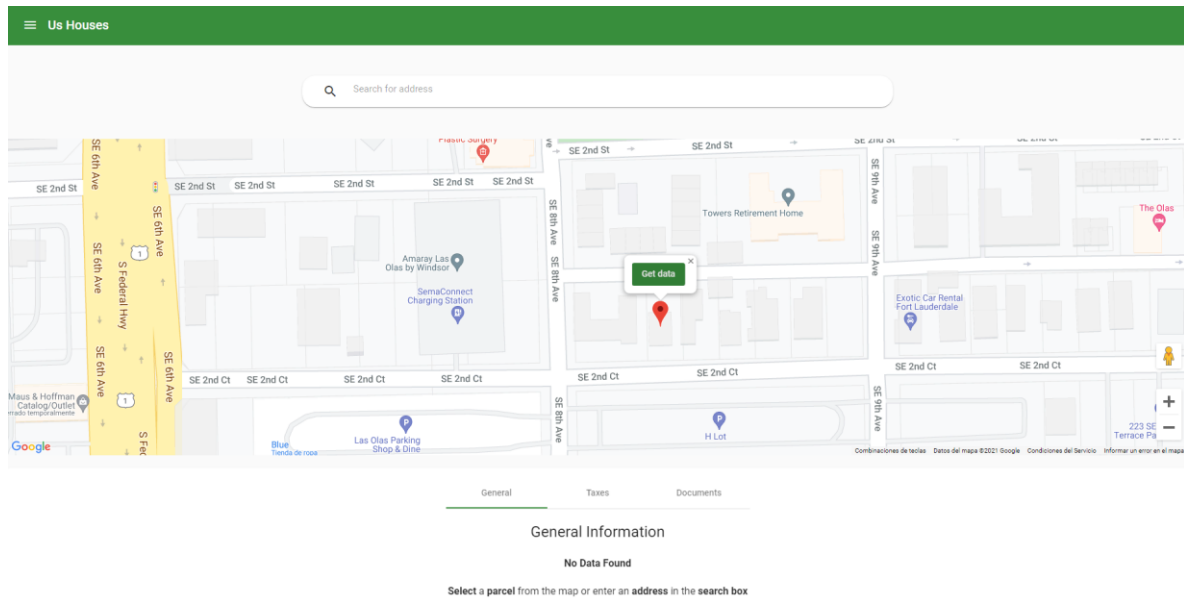 Us Houses
Search for address
Plastic Surgery
SE 2nd St
SE 2nd St
SE 2nd St
SE 2nd St
SE 2nd St
SE 2nd St
SE 2nd St
SE 2nd St
SE 2nd St
SE 6th Ave
SE 6th Ave
SE 6th Ave
SE 6th Ave
SE 6th Ave
S Federal Hwy
1
1
SE 8th Ave
SE 8th Ave
SE 8th Ave
SE 9th Ave
SE 9th Ave
SE 9th Ave
Towers Retirement Home
The Olas
Amaray Las
Olas by Windsor
Get data
SemaConnect
Charging Station
Exotic Car Rental
Fort Lauderdale
SE 2nd Ct
SE 2nd Ct
SE 2nd Ct
SE 2nd Ct
SE 2nd Ct
SE 2nd Ct
SE 2nd Ct
SE 2nd Ct
Maus & Hoffman
Catalog/Outlet
temporalmente
P
Las Olas Parking
Shop & Dine
P
H Lot
Blue
Tienda de ropa
S Fed
223 SE
Terrace Pa
Google
Combinaciones de teclas Datos del mapa ©2021 Google Condiciones del Servicio Informar un error en el mapa
General Taxes Documents
General Information
No Data Found
Select a parcel from the map or enter an address in the search box